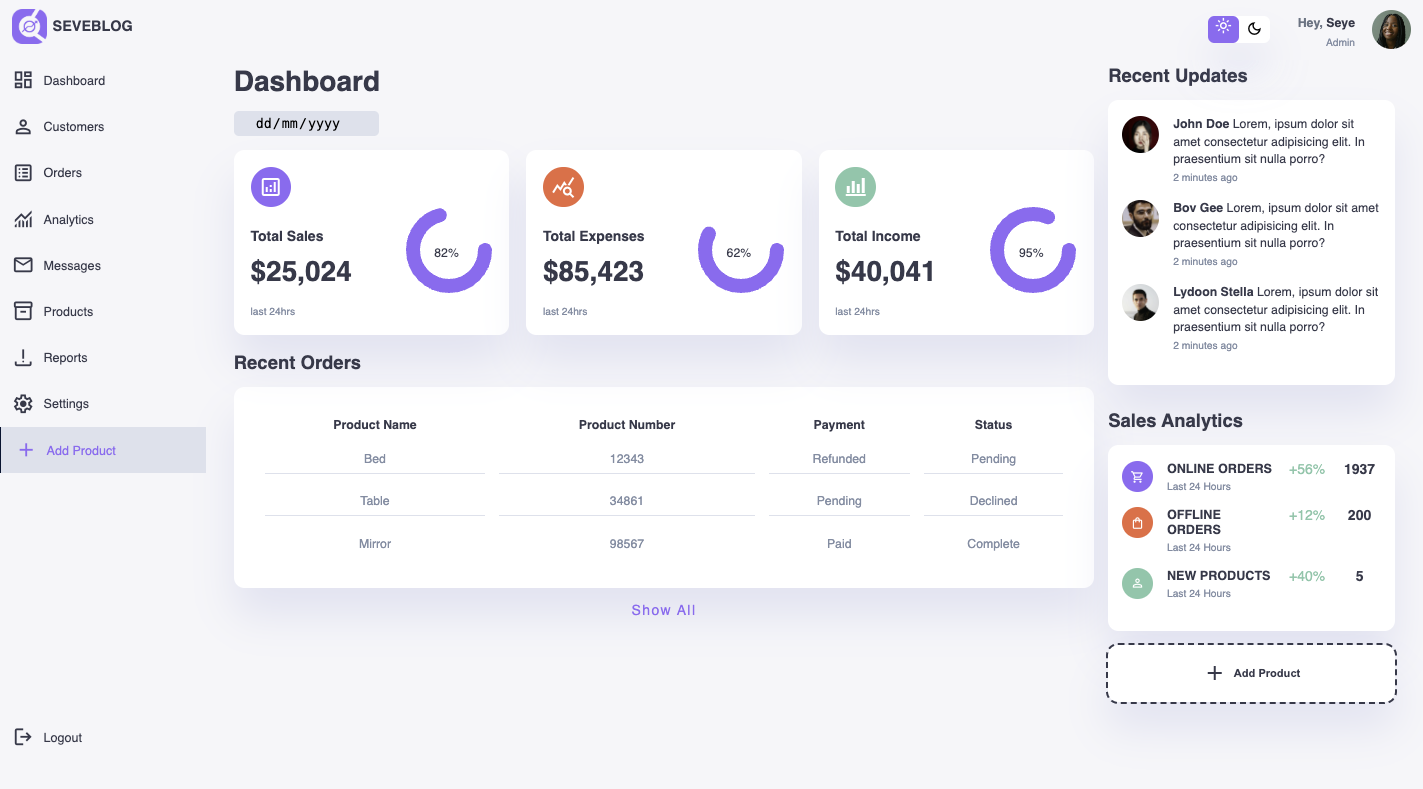 SEVEBLOG
Hey, Seye
Admin
Dashboard
Customers
Orders
Analytics
Messages
Products
Reports
Settings
Add Product
Logout
Dashboard
dd/mm/yyyy
Total Sales
$25,024
82%
last 24hrs
Total Expenses
$85,423
62%
last 24hrs
Total Income
$40,041
95%
last 24hrs
Recent Orders
Product Name Product Number Payment Status
Bed 12343 Refunded Pending
Table 34861 Pending Declined
Mirror 98567 Paid Complete
Show All
Recent Updates
John Doe Lorem, ipsum dolor sit
amet consectetur adipisicing elit. In
praesentium sit nulla porro?
2 minutes ago
Bov Gee Lorem, ipsum dolor sit amet
consectetur adipisicing elit. In
praesentium sit nulla porro?
2 minutes ago
Lydoon Stella Lorem, ipsum dolor sit
amet consectetur adipisicing elit. In
praesentium sit nulla porro?
2 minutes ago
Sales Analytics
ONLINE ORDERS +56% 1937
Last 24 Hours
OFFLINE +12% 200
ORDERS
Last 24 Hours
NEW PRODUCTS +40% 5
Last 24 Hours
Add Product